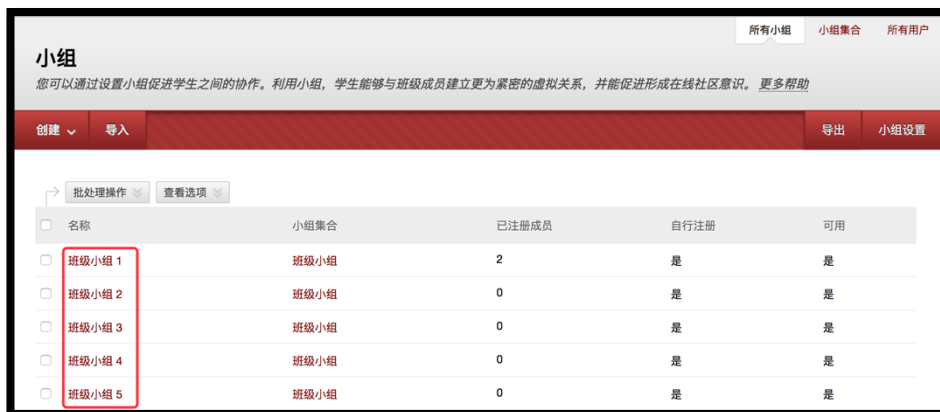 所有小组 小组集合 所有用户
小组
您可以通过设置小组促进学生之间的协作。利用小组，学生能够与班级成员建立更为紧密的虚拟关系，并能促进形成在线社区意识。 更多帮助
创建 导入 导出 小组设置
批处理操作 查看选项
名称 小组集合 已注册成员 自行注册 可用
班级小组 1 班级小组 2 是 是
班级小组 2 班级小组 0 是 是
班级小组 3 班级小组 0 是 是
班级小组 4 班级小组 0 是 是
班级小组 5 班级小组 0 是 是